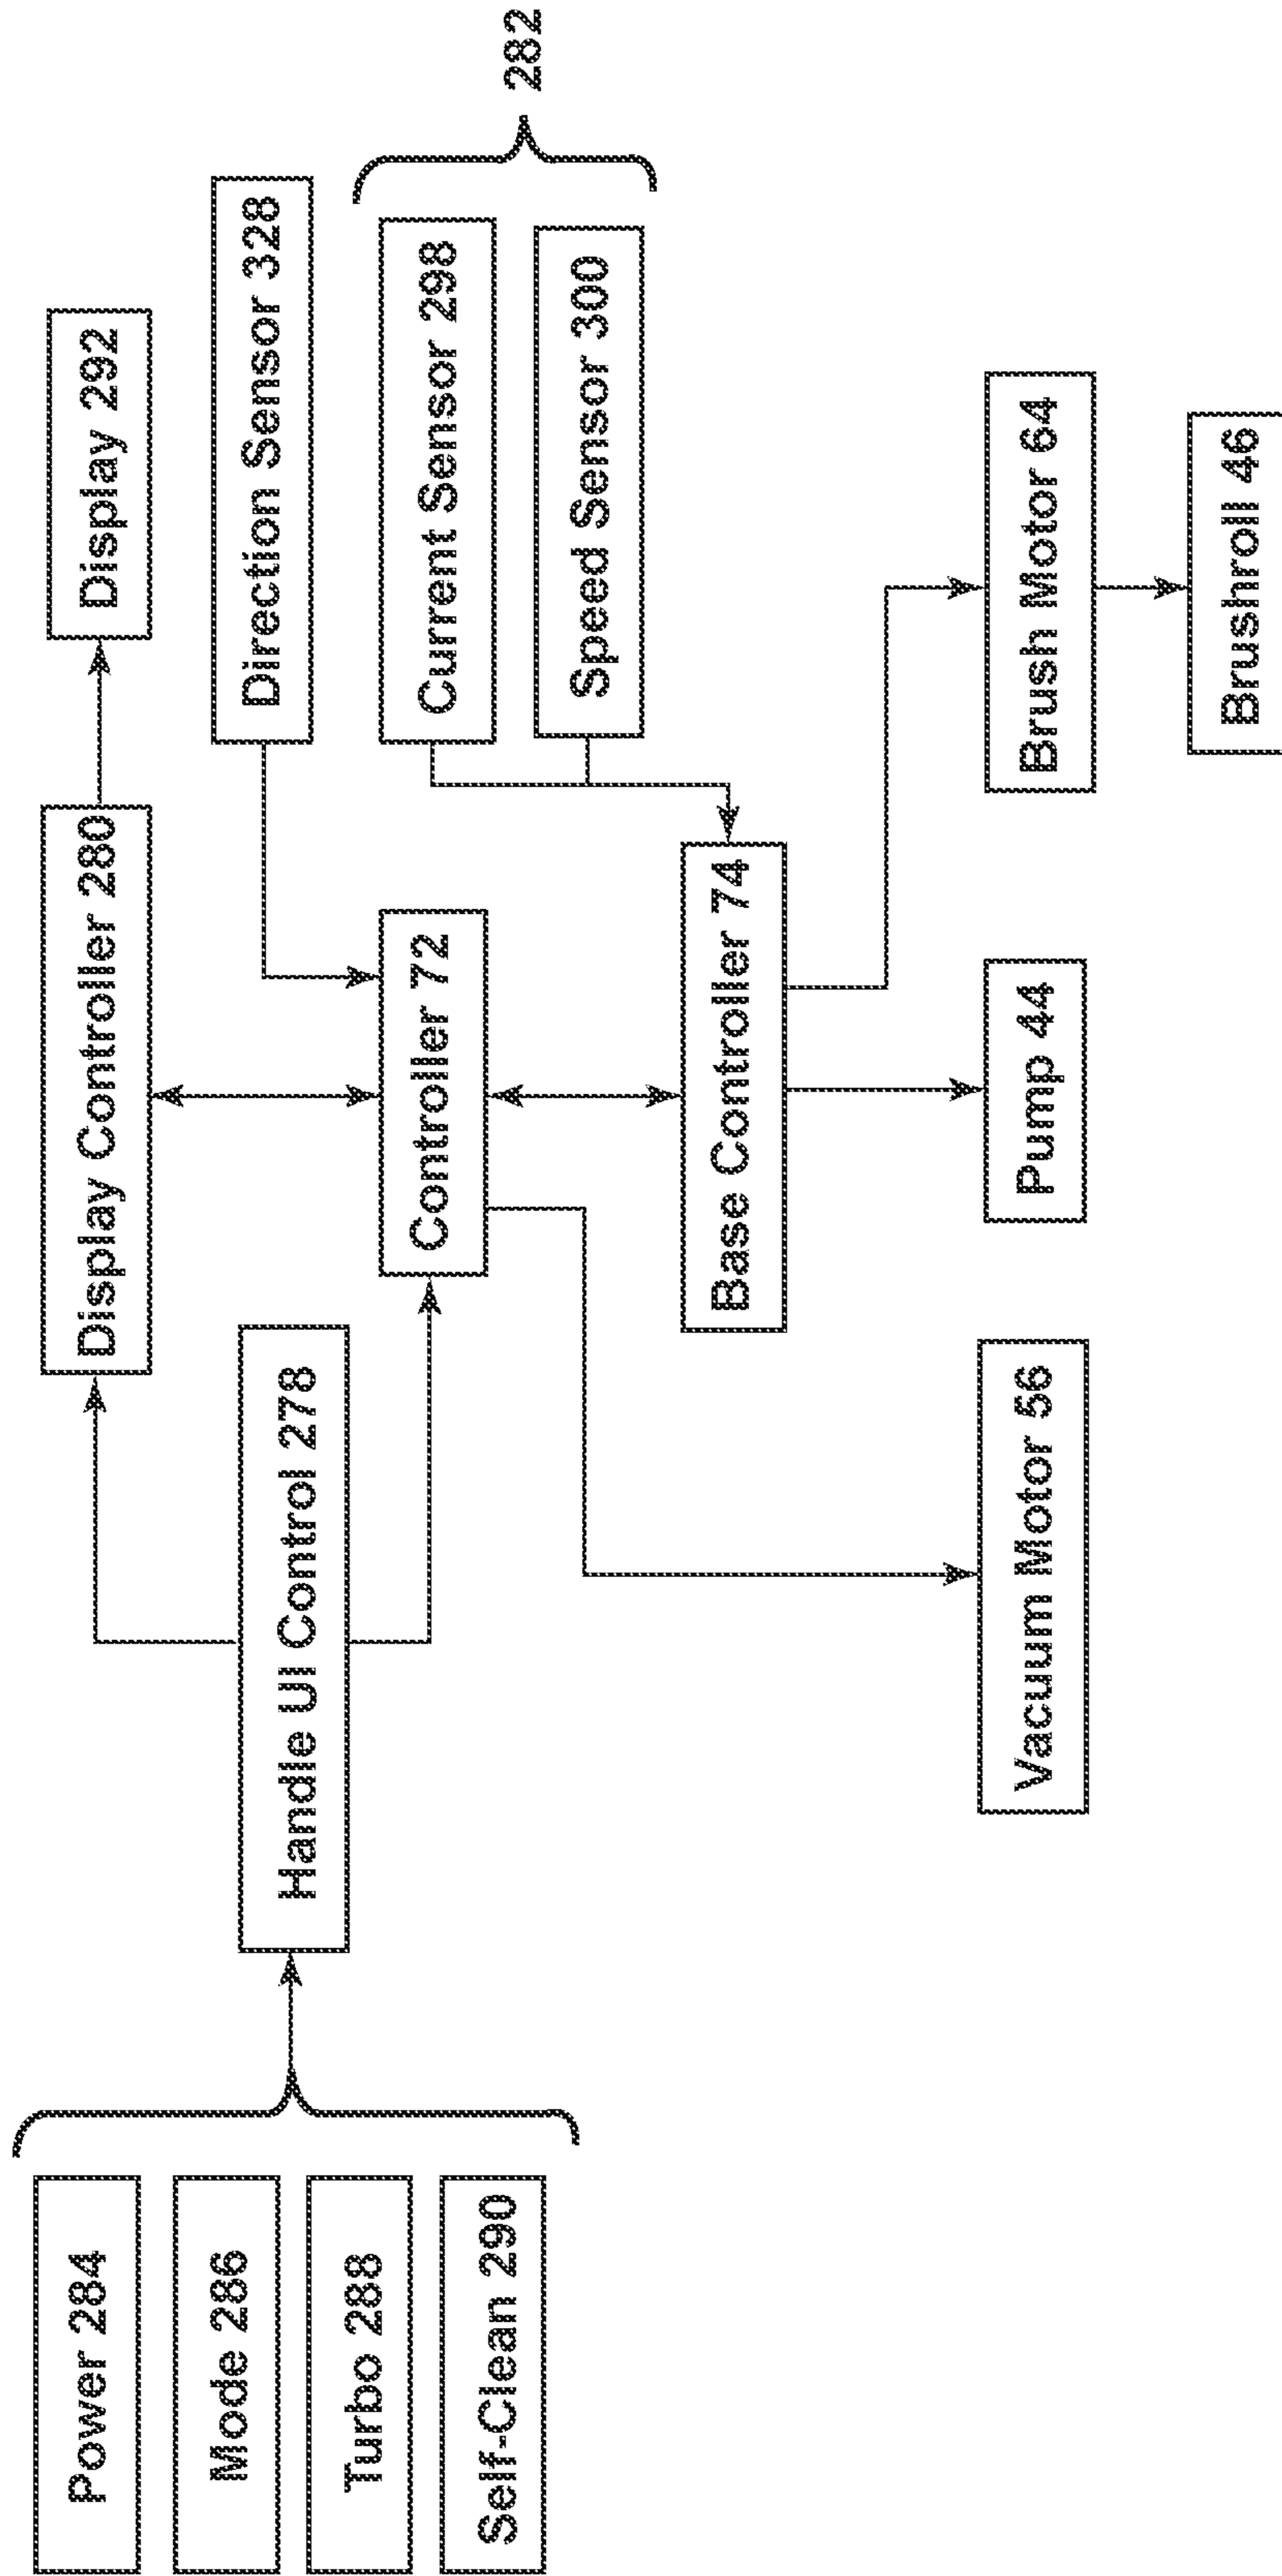 Power 284
Mode 286
Turbo 288
Self-Clean 290
Handle UI Control 278
Display Controller 280
Display 292
Direction Sensor 328
Controller 72
Current Sensor 298
Speed Sensor 300
282
Base Controller 74
Vacuum Motor 56
Pump 44
Brush Motor 64
Brushroll 46